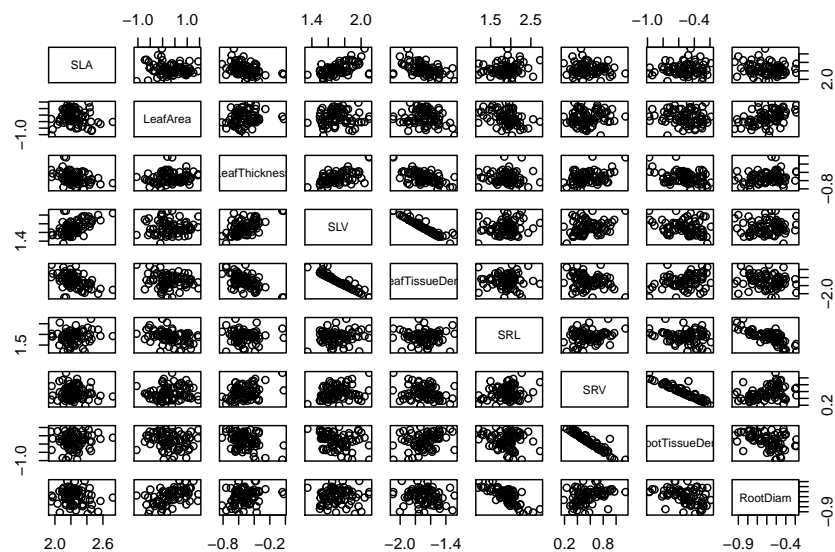 −1.0 1.0 1.4 2.0 1.5 2.5 −1.0 −0.4
SLA 2.0
−1.0 LeafArea
eafThicknes −0.8
1.4 SLV
eafTissueDen −2.0
1.5 SRL
SRV 0.2
−1.0 ootTissueDen
RootDiam −0.9
2.0 2.6 −0.8 −0.2 −2.0 −1.4 0.2 0.8 −0.9 −0.4